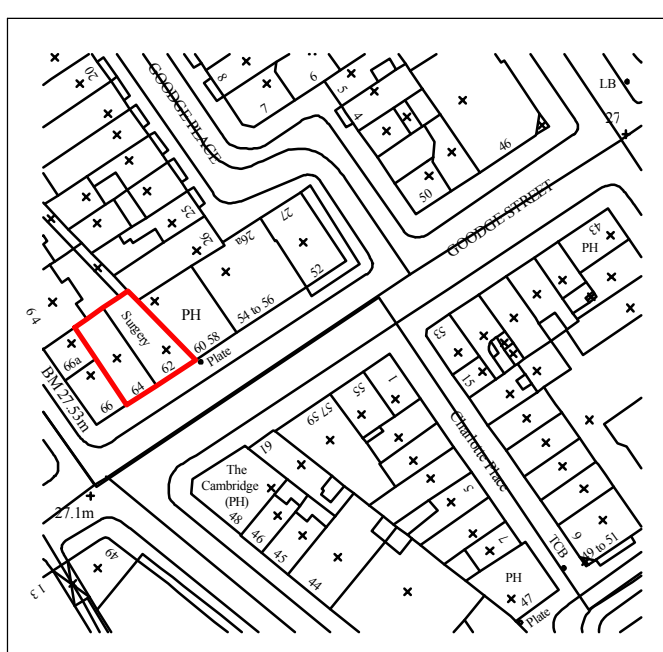 20
GOODGE PLACE
8
7
6
5
4
50
46
LB
27
GOODGE STREET
25
26
26a
27
52
54 to 56
PH
60 58
Plate
Surgery
62
64
66
66a
64
BM 27.53m
27.1m
43
PH
53
15
1
55
57 59
61
The
Cambridge
(PH)
48
46
45
44
Charlotte Place
5
7
TCB
9
49 to 51
PH
47
Plate
49
13